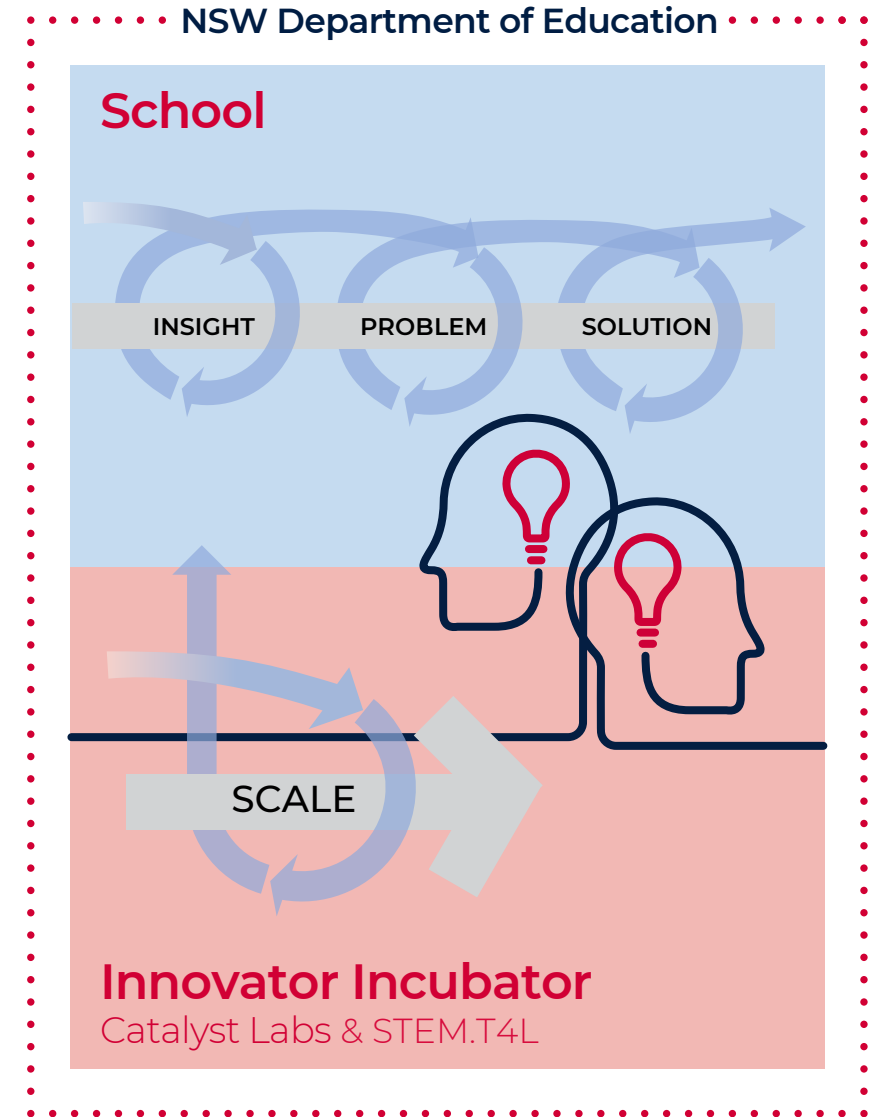 NSW Department of Education
School
INSIGHT PROBLEM SOLUTION
SCALE
Innovator Incubator
Catalyst Labs & STEM.T4L